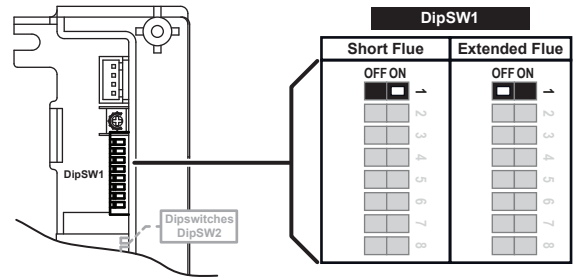 DipSW1
Short Flue
Extended Flue
OFF ON
1
2
3
4
5
6
7
8
OFF ON
1
2
3
4
5
6
7
8
DipSW1
Dipswitches
DipSW2